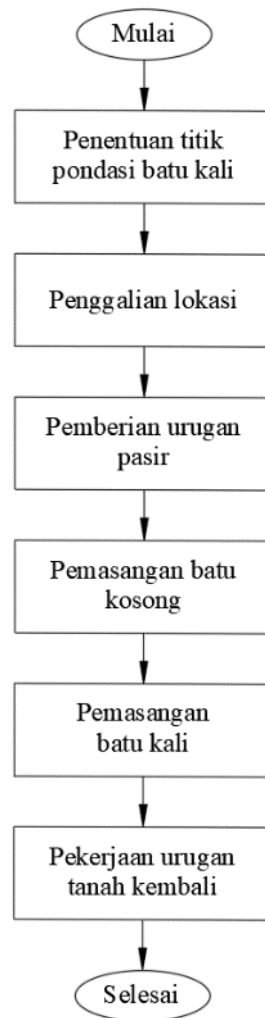 Mulai
Penentuan titik
pondasi batu kali
Penggalian lokasi
Pemberian urugan
pasir
Pemasangan batu
kosong
Pemasangan
batu kali
Pekerjaan urugan
tanah kembali
Selesai